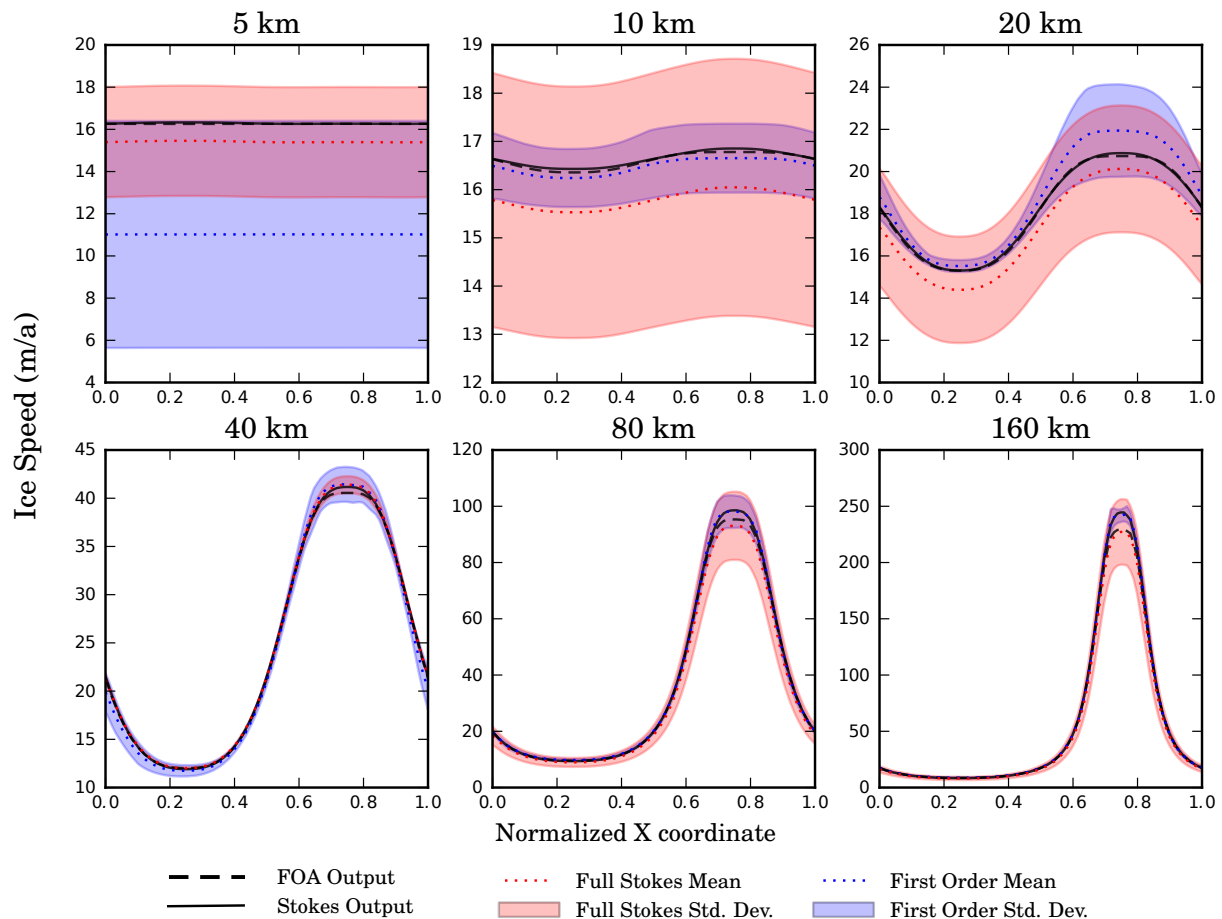 5 km
10 km
20 km
20
18
16
14
12
10
8
6
4
0.0 0.2 0.4 0.6 0.8 1.0
19
18
17
16
15
14
13
12
0.0 0.2 0.4 0.6 0.8 1.0
26
24
22
20
18
16
14
12
10
0.0 0.2 0.4 0.6 0.8 1.0
Ice Speed (m/a)
40 km
80 km
160 km
45
40
35
30
25
20
15
10
0.0 0.2 0.4 0.6 0.8 1.0
120
100
80
60
40
20
0
0.0 0.2 0.4 0.6 0.8 1.0
300
250
200
150
100
50
0
0.0 0.2 0.4 0.6 0.8 1.0
Normalized X coordinate
FOA Output
Stokes Output
Full Stokes Mean
Full Stokes Std. Dev.
First Order Mean
First Order Std. Dev.